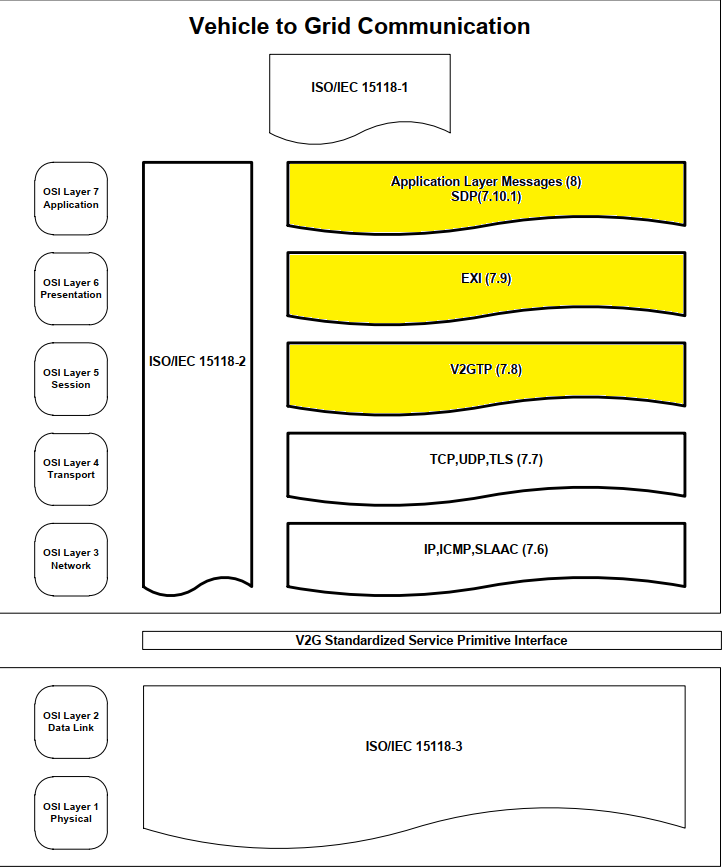 Vehicle to Grid Communication
ISO/IEC 15118-1
OSI Layer 7
Application
Application Layer Messages (8)
SDP(7.10.1)
OSI Layer 6
Presentation
EXI (7.9)
ISO/IEC 15118-2
OSI Layer 5
Session
V2GTP (7.8)
OSI Layer 4
Transport
TCP,UDP,TLS (7.7)
OSI Layer 3
Network
IP,ICMP,SLAAC (7.6)
V2G Standardized Service Primitive Interface
OSI Layer 2
Data Link
ISO/IEC 15118-3
OSI Layer 1
Physical